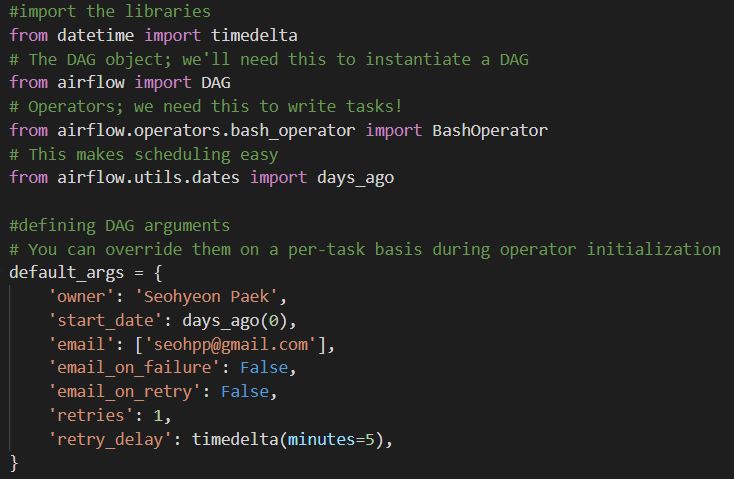 #import the libraries
from datetime import timedelta
# The DAG object; we'll need this to instantiate a DAG
from airflow import DAG
# Operators; we need this to write tasks!
from airflow.operators.bash_operator import BashOperator
# This makes scheduling easy
from airflow.utils.dates import days_ago

#defining DAG arguments
# You can override them on a per-task basis during operator initialization
default_args = {
    'owner': 'Seohyeon Paek',
    'start_date': days_ago(0),
    'email': ['seohpp@gmail.com'],
    'email_on_failure': False,
    'email_on_retry': False,
    'retries': 1,
    'retry_delay': timedelta(minutes=5),
}